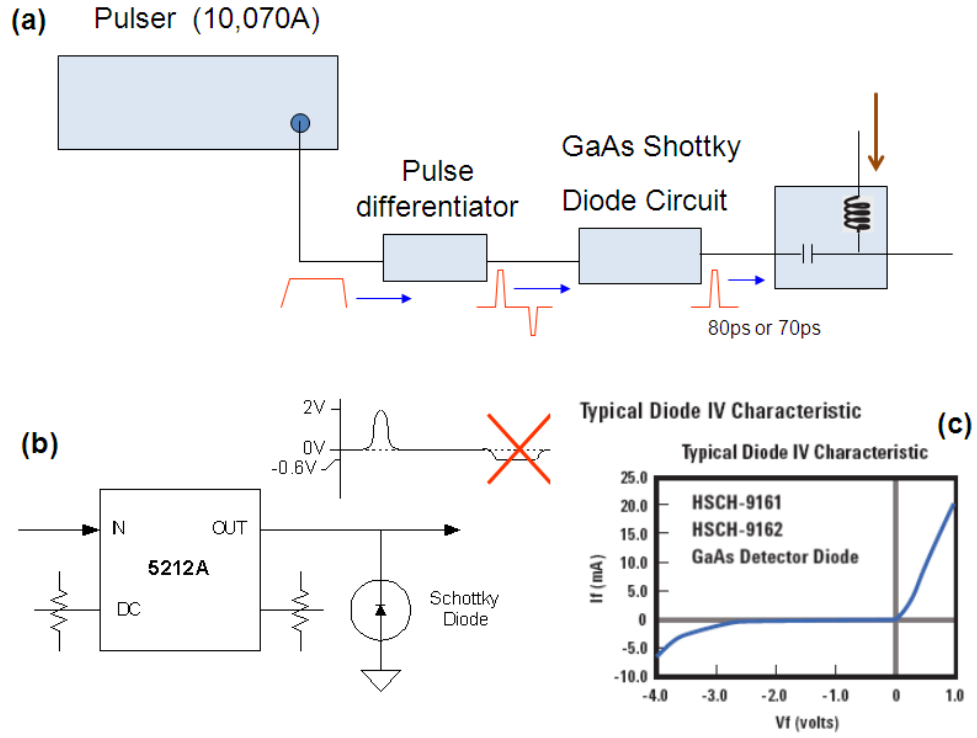 (a)
Pulser (10,070A)
Pulse
differentiator
GaAs Shottky
Diode Circuit
80ps or 70ps
(b)
2V
0V
-0.6V
IN
OUT
5212A
DC
Schottky
Diode
Typical Diode IV Characteristic
(c)
Typical Diode IV Characteristic
25.0
20.0
15.0
10.0
5.0
0
-5.0
-10.0
If (mA)
HSCH-9161
HSCH-9162
GaAs Detector Diode
-4.0 -3.0 -2.0 -1.0 0 1.0
Vf (volts)